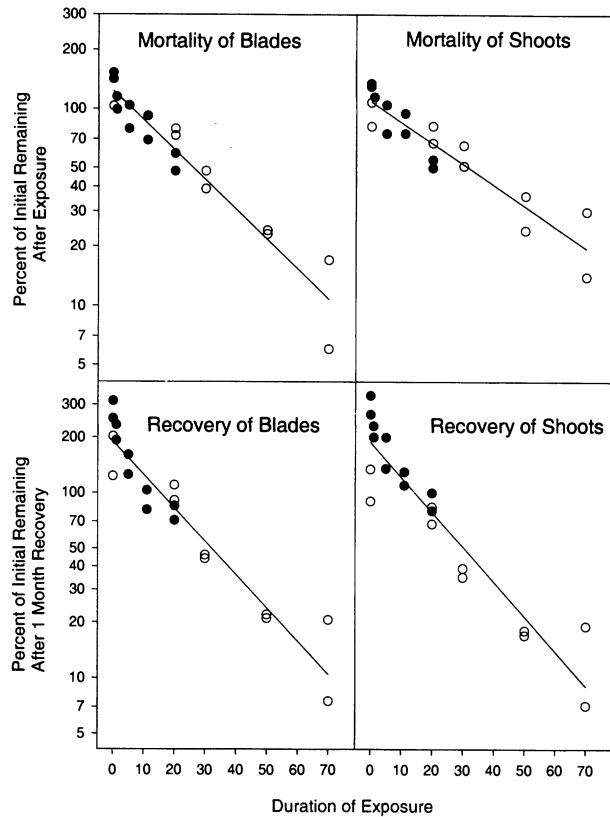 Mortality of Blades
Mortality of Shoots
Percent of Initial Remaining
After Exposure
300
200
100
70
50
40
30
20
10
7
5
Recovery of Blades
Recovery of Shoots
Percent of Initial Remaining
After 1 Month Recovery
300
200
100
70
50
40
30
20
10
7
5
0 10 20 30 40 50 60 70
0 10 20 30 40 50 60 70
Duration of Exposure